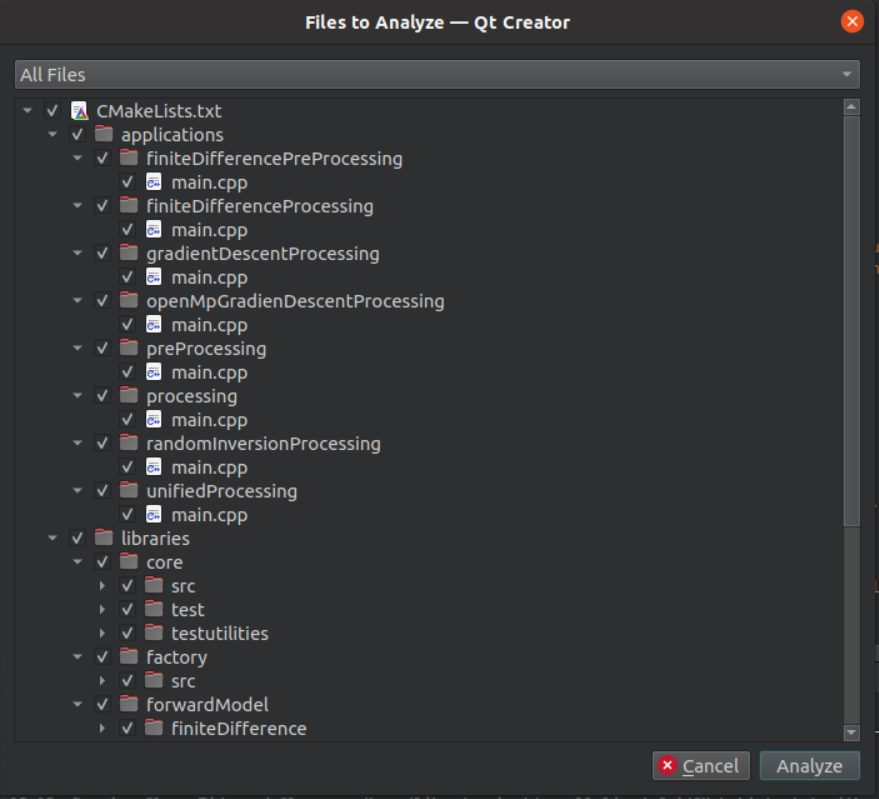 Files to Analyze — Qt Creator
All Files
CMakeLists.txt
applications
finiteDifferencePreProcessing
main.cpp
finiteDifferenceProcessing
main.cpp
gradientDescentProcessing
main.cpp
openMpGradienDescentProcessing
main.cpp
preProcessing
main.cpp
processing
main.cpp
randomInversionProcessing
main.cpp
unifiedProcessing
main.cpp
libraries
core
src
test
testutilities
factory
src
forwardModel
finiteDifference
Cancel Analyze